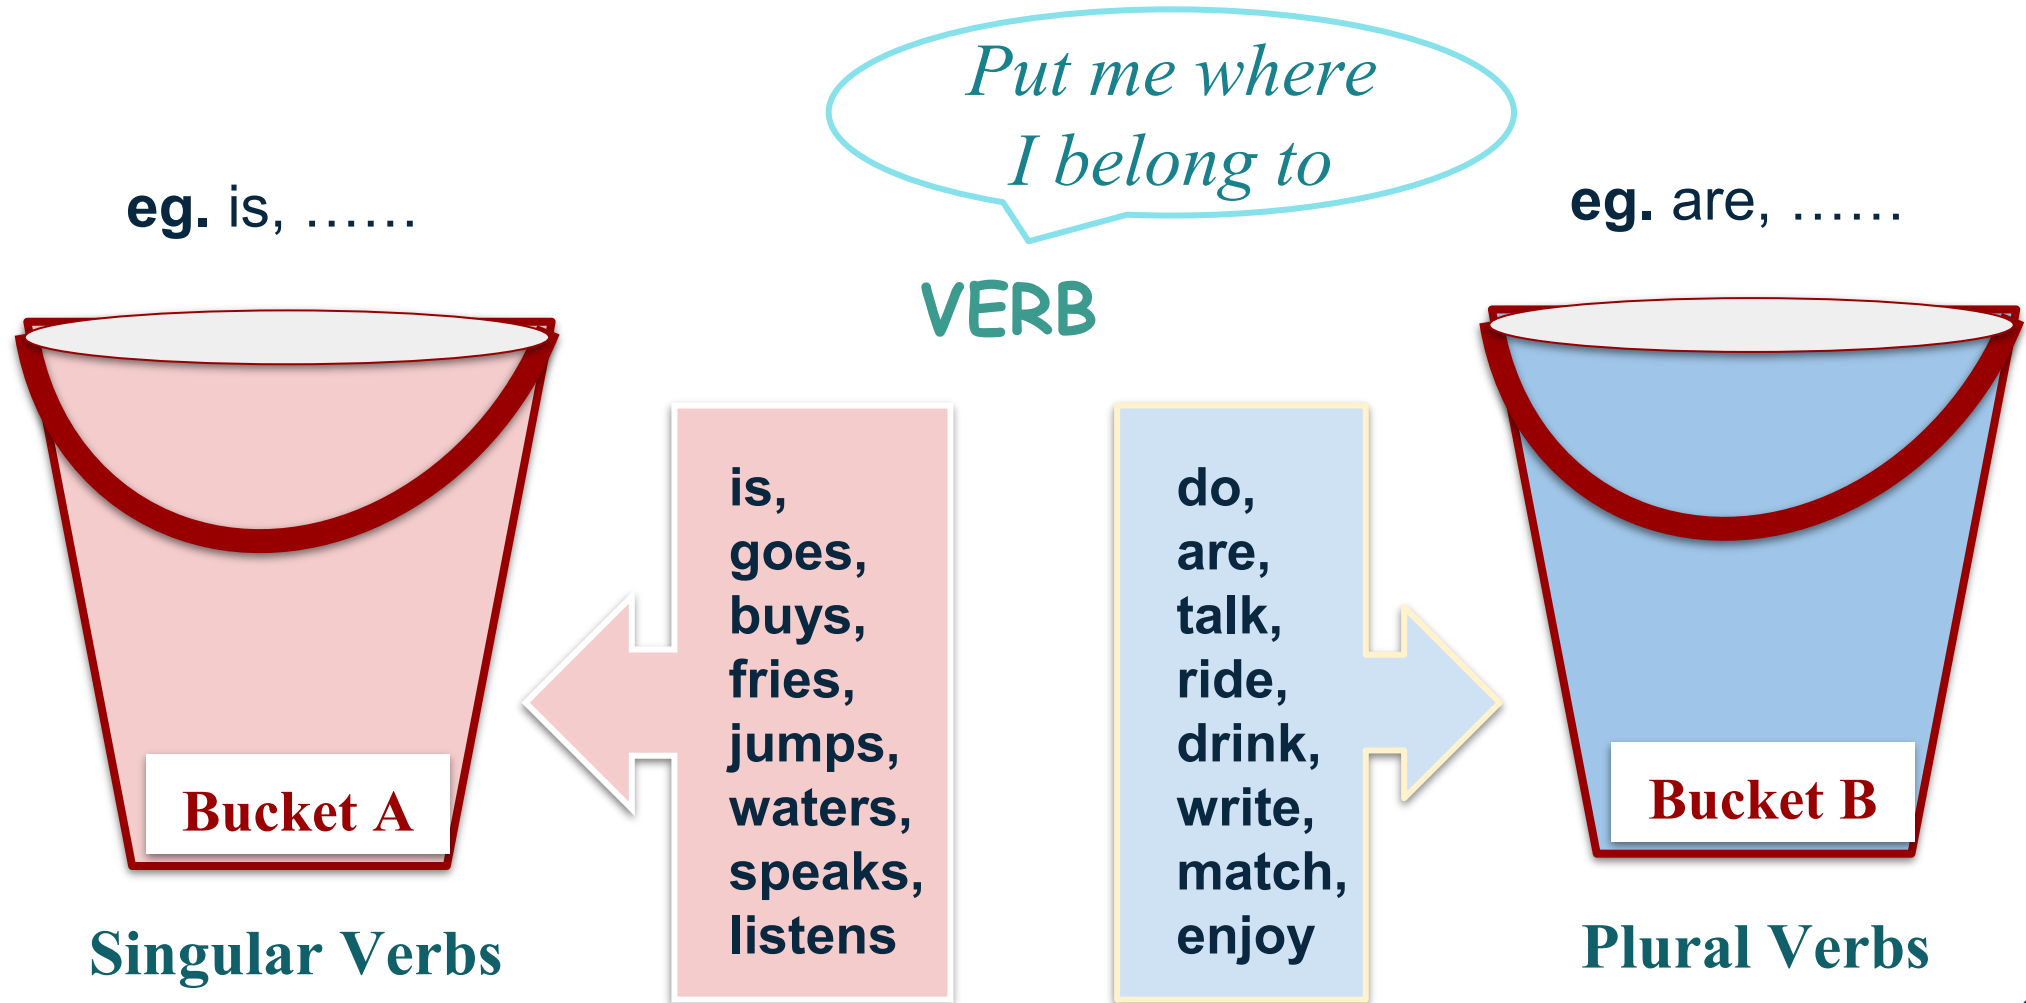 Put me where
I belong to
eg. is, ……
eg. are, ……
VERB
is,
goes,
buys,
fries,
jumps,
waters,
speaks,
listens
do,
are,
talk,
ride,
drink,
write,
match,
enjoy
Bucket A
Bucket B
Singular Verbs
Plural Verbs